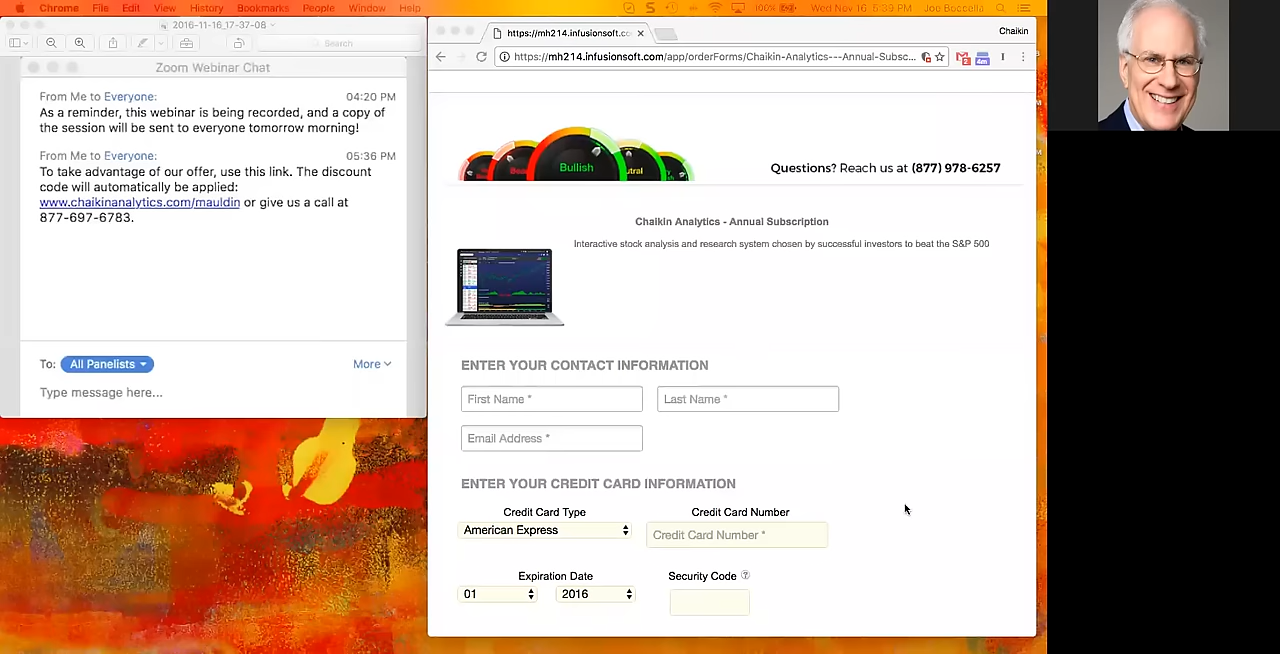 Chrome File Edit View History Bookmarks People Window Help
100% Wed Nov 16 5:39 PM Joe Boccella
2016-11-16_17-37-08
Search
Zoom Webinar Chat
From Me to Everyone: 04:20 PM
As a reminder, this webinar is being recorded, and a copy of
the session will be sent to everyone tomorrow morning!
From Me to Everyone: 05:36 PM
To take advantage of our offer, use this link. The discount
code will automatically be applied:
www.chaikinanalytics.com/mauldin or give us a call at
877-697-6783.
To: All Panelists More
Type message here...
https://mh214.infusionsoft.co
Chaikin
https://mh214.infusionsoft.com/app/orderForms/Chaikin-Analytics---Annual-Subsc...
Bullish
Questions? Reach us at (877) 978-6257
Chaikin Analytics - Annual Subscription
Interactive stock analysis and research system chosen by successful investors to beat the S&P 500
ENTER YOUR CONTACT INFORMATION
First Name * Last Name *
Email Address *
ENTER YOUR CREDIT CARD INFORMATION
Credit Card Type Credit Card Number
American Express Credit Card Number *
Expiration Date Security Code ?
01 2016